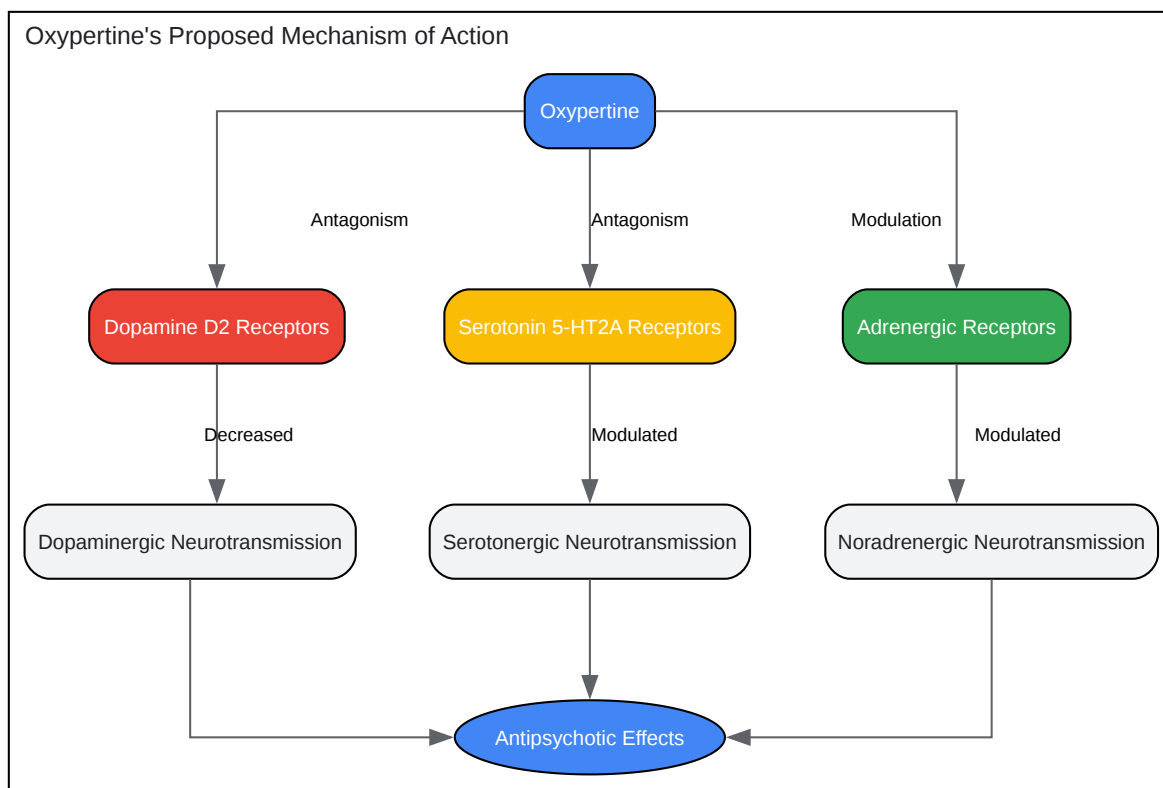 Oxypertine's Proposed Mechanism of Action
Oxypertine
Antagonism
Antagonism
Modulation
Dopamine D2 Receptors
Serotonin 5-HT2A Receptors
Adrenergic Receptors
Decreased
Modulated
Modulated
Dopaminergic Neurotransmission
Serotonergic Neurotransmission
Noradrenergic Neurotransmission
Antipsychotic Effects